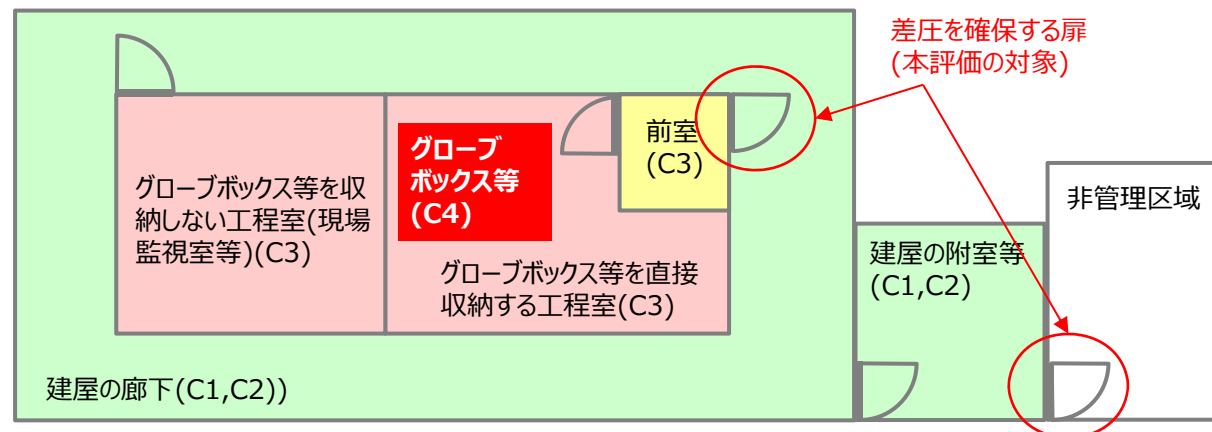 差圧を確保する扉
(本評価の対象)
前室
(C3)
グローブ
ボックス等
(C4)
グローブボックス等を収
納しない工程室(現場
監視室等)(C3)
グローブボックス等を直接
収納する工程室(C3)
非管理区域
建屋の附室等
(C1,C2)
建屋の廊下(C1,C2))